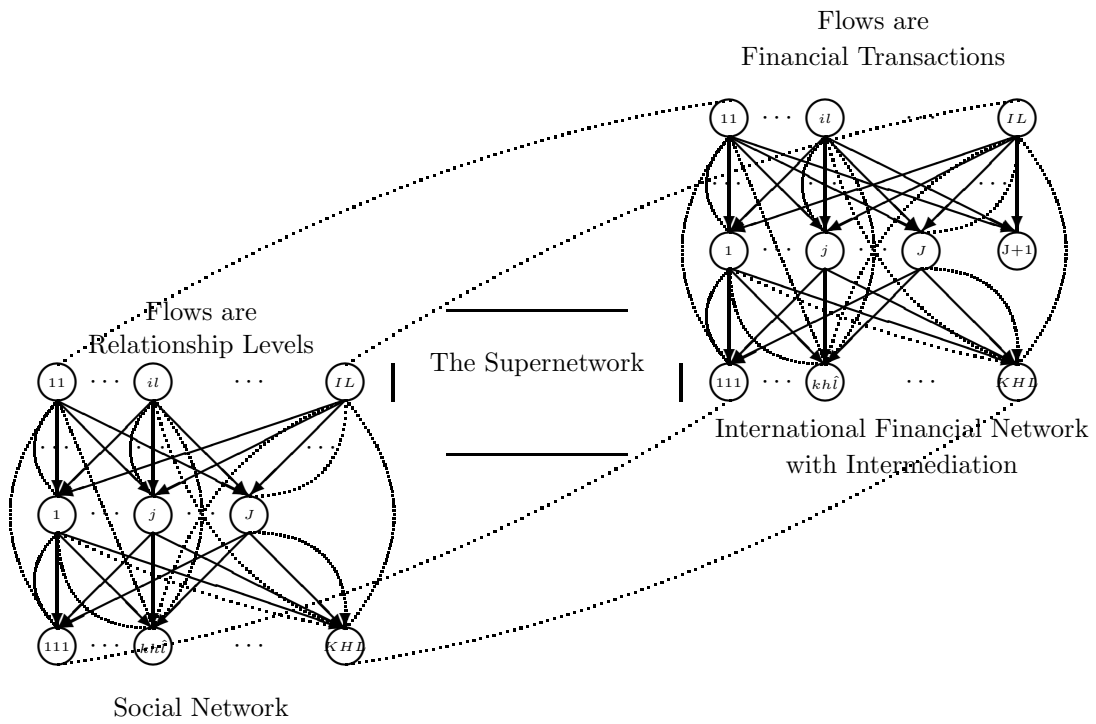 Flows are
Financial Transactions
11 ··· il ··· IL
··· ··· ···
1 ··· j ··· J J+1
111 ··· khl̂ ··· KHL
International Financial Network
with Intermediation
The Supernetwork
Flows are
Relationship Levels
11 ··· il ··· IL
··· ··· ···
1 ··· j ··· J
111 ··· khl̂ ··· KHL
Social Network